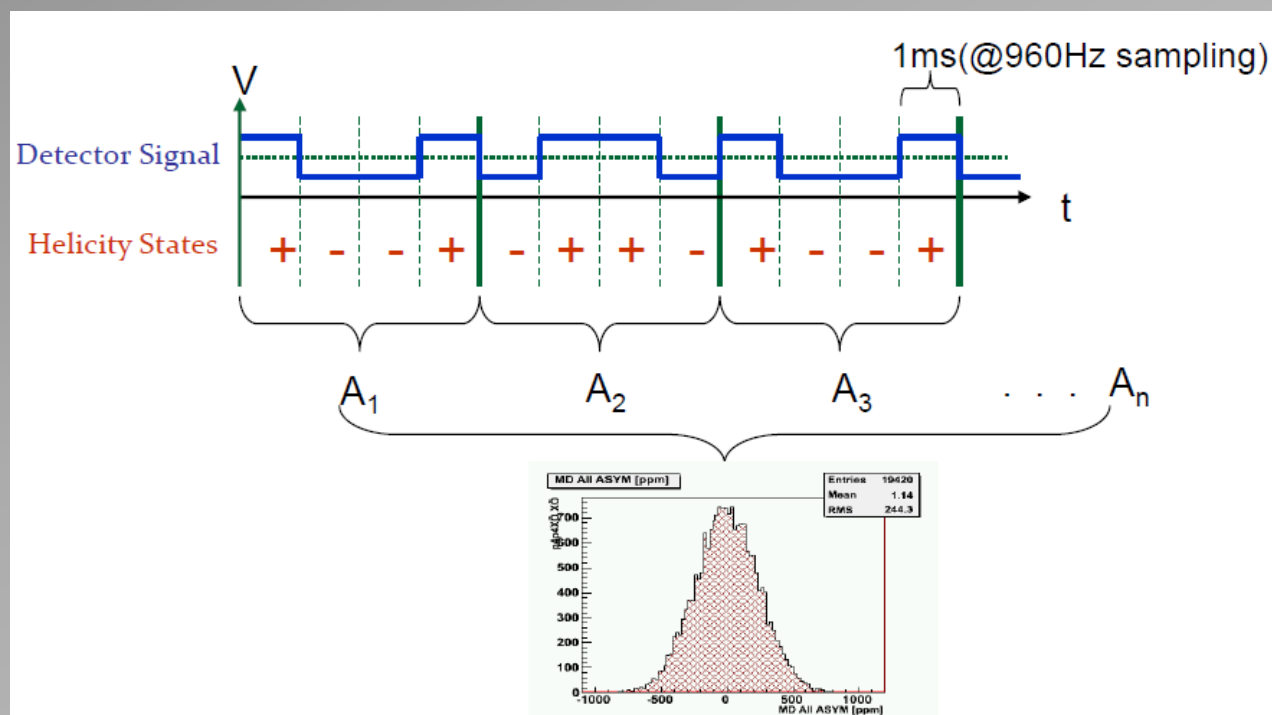 1ms(@960Hz sampling)
V
Detector Signal
t
Helicity States
+ - - + - + + - + - - +
A1 A2 A3 . . . An
MD All ASYM [ppm]
Entries 19420
Mean 1.14
RMS 244.3
700
600
500
400
300
200
100
0
-1000 -500 0 500 1000
MD All ASYM [ppm]